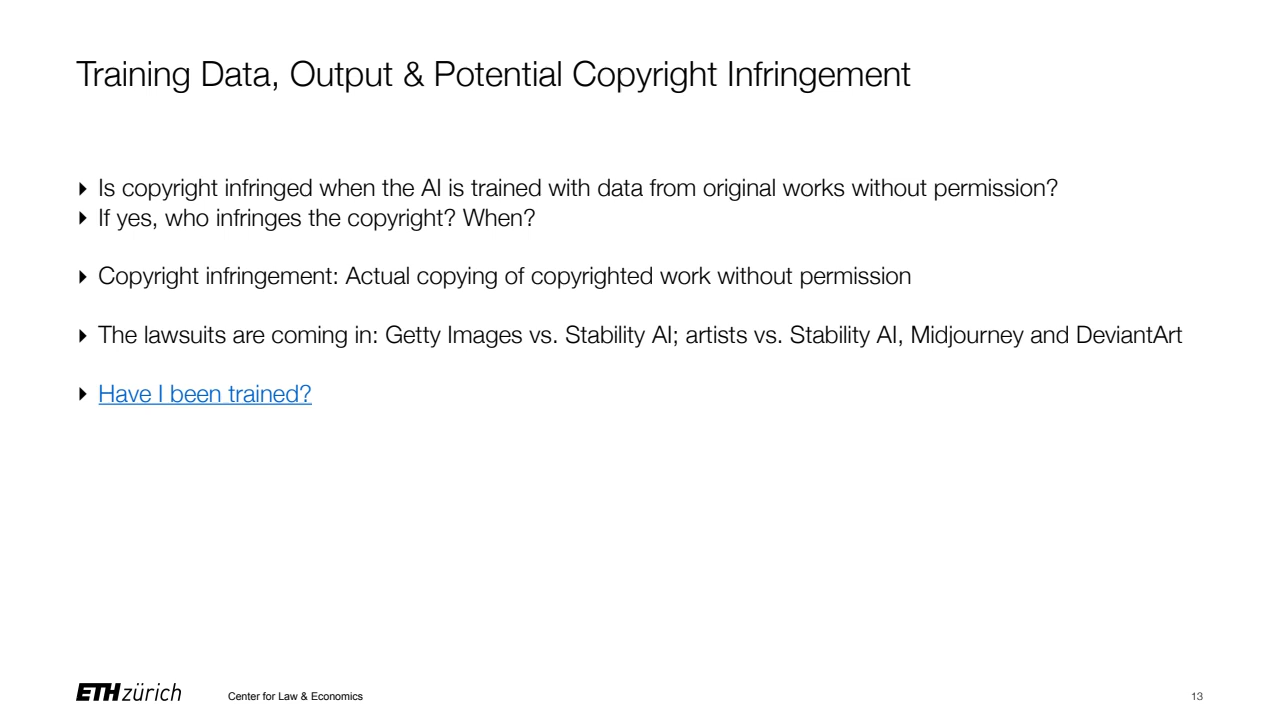 Training Data, Output & Potential Copyright Infringement
Is copyright infringed when the AI is trained with data from original works without permission?
If yes, who infringes the copyright? When?
Copyright infringement: Actual copying of copyrighted work without permission
The lawsuits are coming in: Getty Images vs. Stability AI; artists vs. Stability AI, Midjourney and DeviantArt
Have I been trained?
ETH zürich
Center for Law & Economics
13